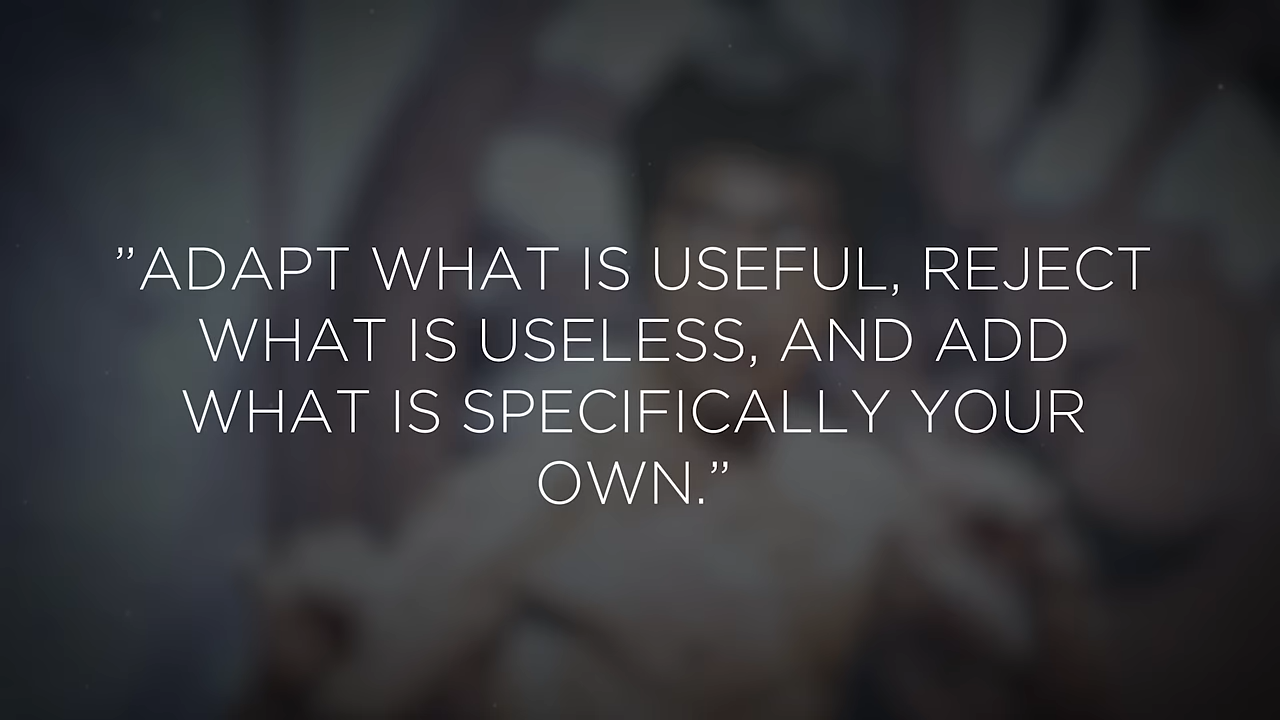 ”ADAPT WHAT IS USEFUL, REJECT
WHAT IS USELESS, AND ADD
WHAT IS SPECIFICALLY YOUR
OWN.”